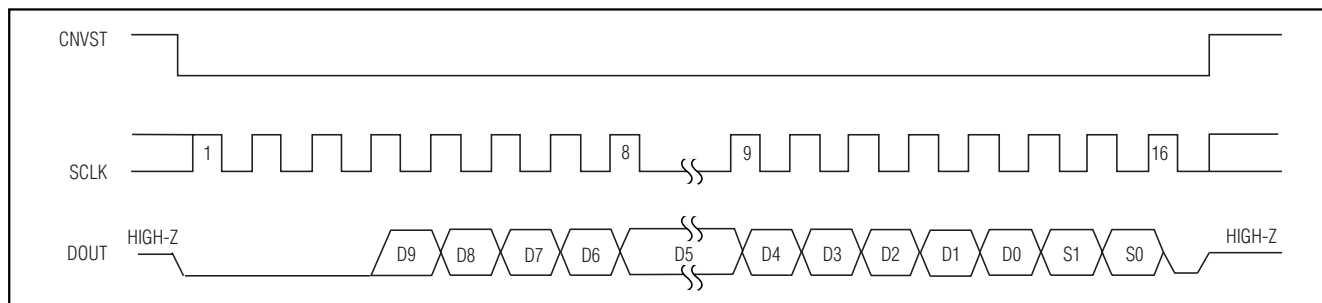 CNVST
1 8 9 16
SCLK
HIGH-Z HIGH-Z
DOUT D9 D8 D7 D6 D5 D4 D3 D2 D1 D0 S1 S0